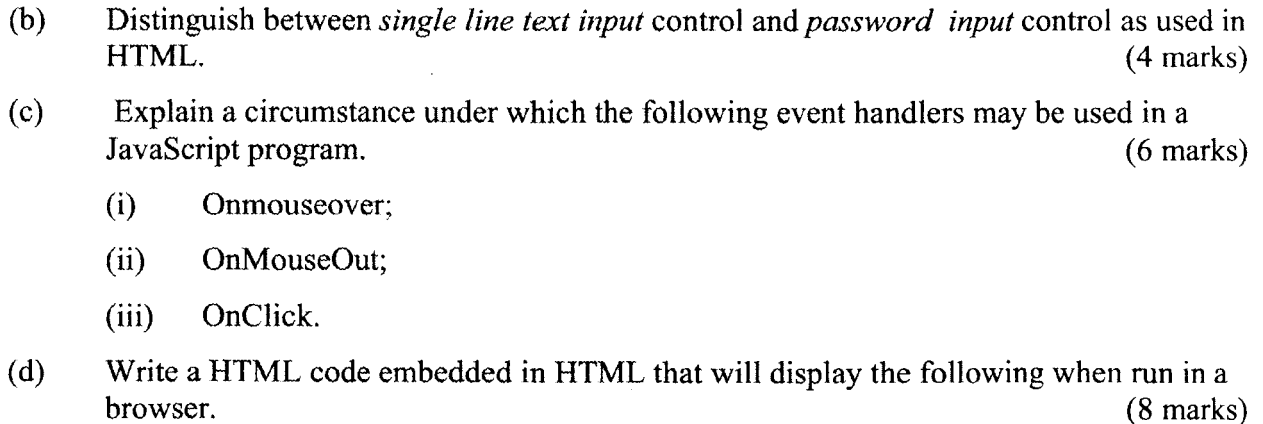 (b) Distinguish between single line text input control and password input control as used in
HTML. (4 marks)
(c) Explain a circumstance under which the following event handlers may be used in a
JavaScript program. (6 marks)
(i) Onmouseover;
(ii) OnMouseOut;
(iii) OnClick.
(d) Write a HTML code embedded in HTML that will display the following when run in a
browser. (8 marks)